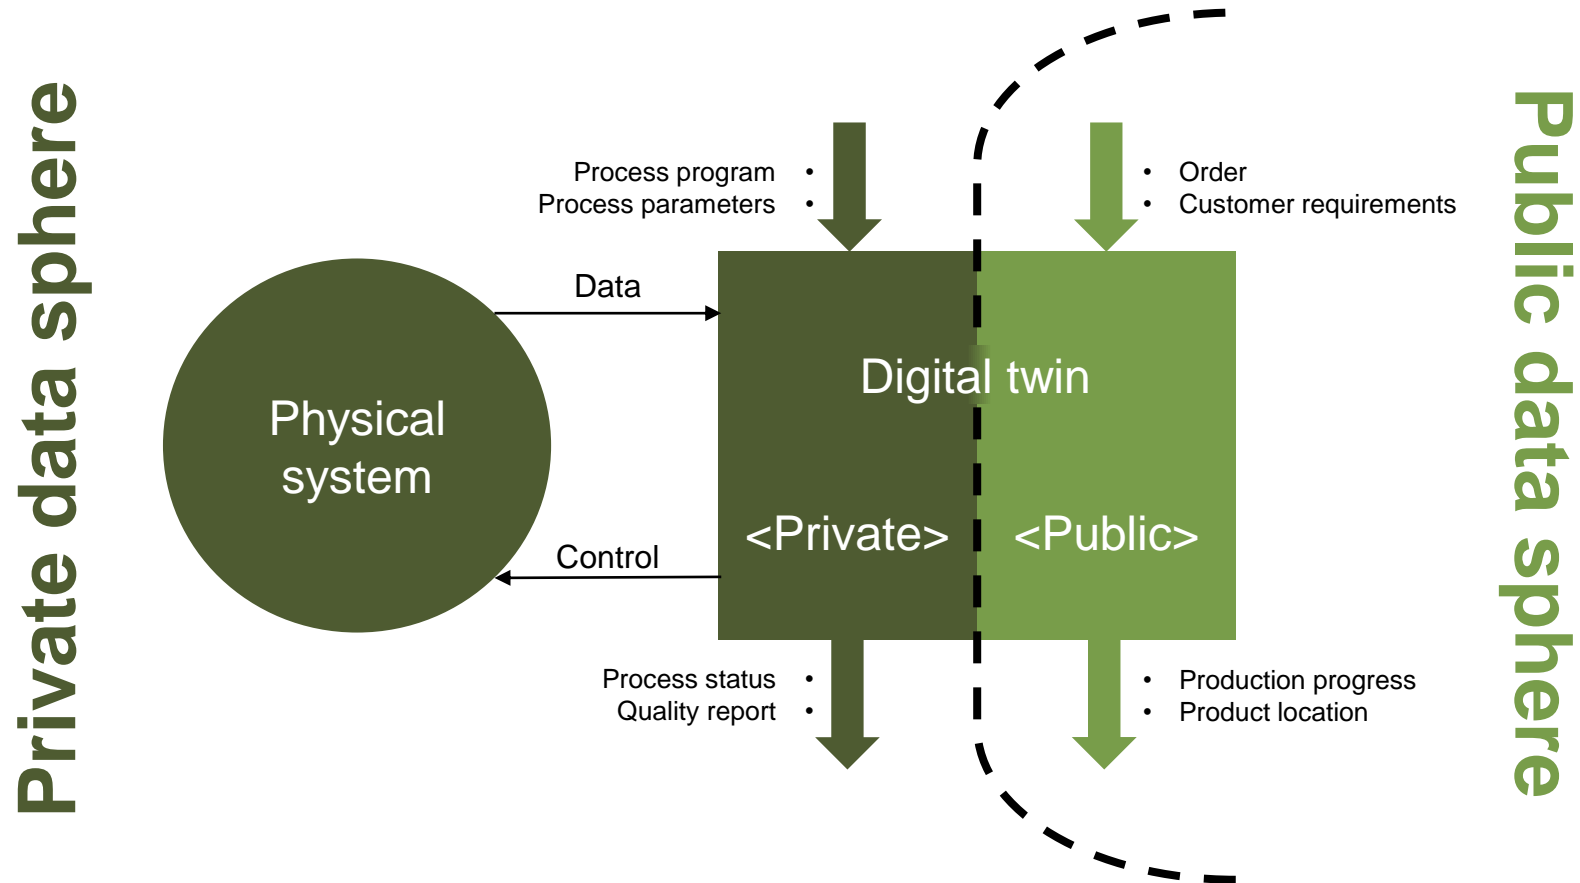 Private data sphere
Process program •
Process parameters •
• Order
• Customer requirements
Data
Physical
system
Control
Digital twin
<Private>
<Public>
Process status •
Quality report •
• Production progress
• Product location
Public data sphere